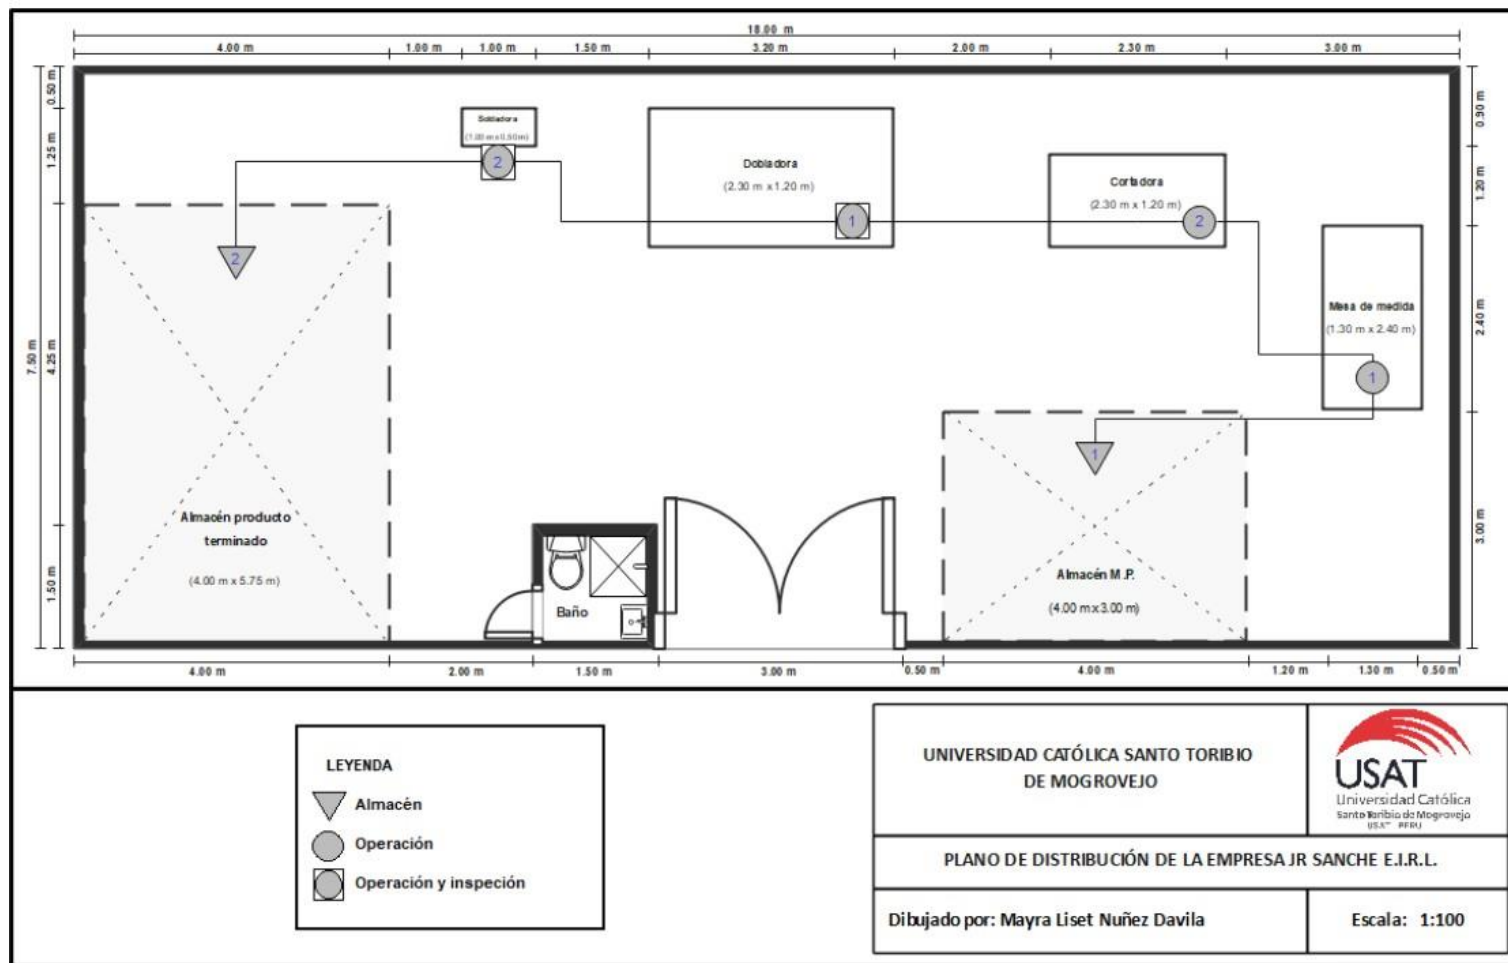 18.00 m
4.00 m
1.00 m
1.00 m
1.50 m
3.20 m
2.00 m
2.30 m
3.00 m
0.50 m
1.25 m
4.25 m
1.50 m
7.50 m
0.90 m
1.20 m
2.40 m
3.00 m
Soldadora
(1.00 m x 0.50 m)
2
Dobladora
(2.30 m x 1.20 m)
1
Cortadora
(2.30 m x 1.20 m)
2
Mesa de medida
(1.30 m x 2.40 m)
1
2
Almacén producto
terminado
(4.00 m x 5.75 m)
1
Almacén M.P.
(4.00 m x 3.00 m)
Baño
4.00 m
2.00 m
1.50 m
3.00 m
0.50 m
4.00 m
1.20 m
1.30 m
0.50 m
LEYENDA
Almacén
Operación
Operación y inspeción
UNIVERSIDAD CATÓLICA SANTO TORIBIO
DE MOGROVEJO
USAT
Universidad Católica
Santo Toribio de Mogrovejo
USAT PERU
PLANO DE DISTRIBUCIÓN DE LA EMPRESA JR SANCHE E.I.R.L.
Dibujado por: Mayra Liset Nuñez Davila
Escala: 1:100